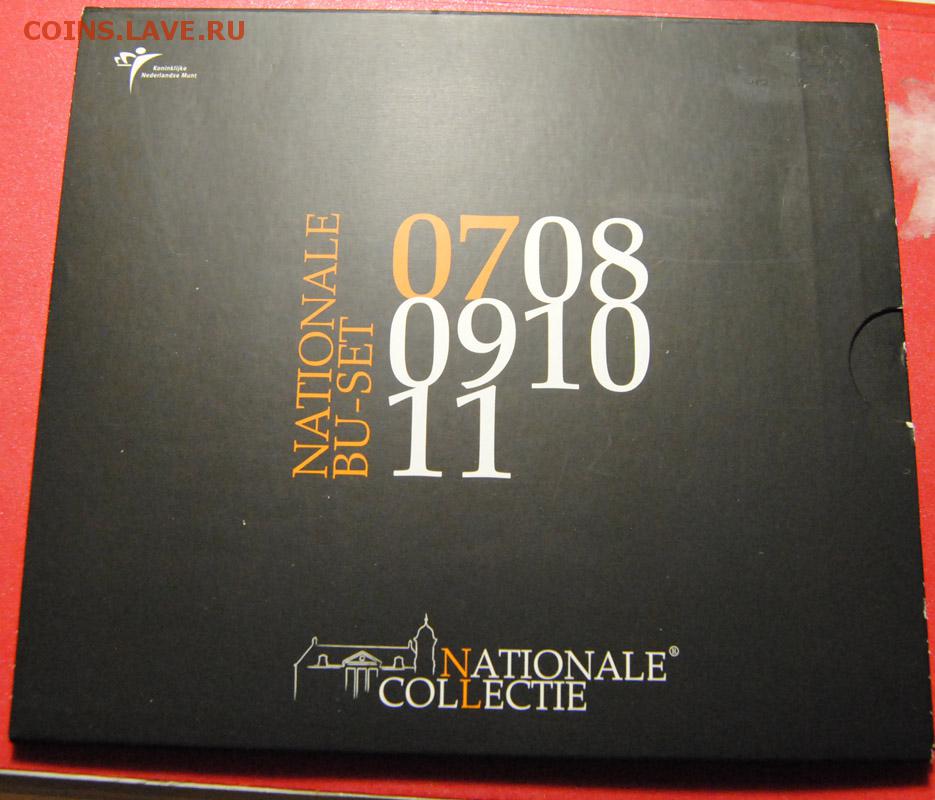 COINS.LAVE.RU
Koninklijke
Nederlandse Munt
NATIONALE
BU-SET
0708
0910
11
NATIONALE®
COLLECTIE